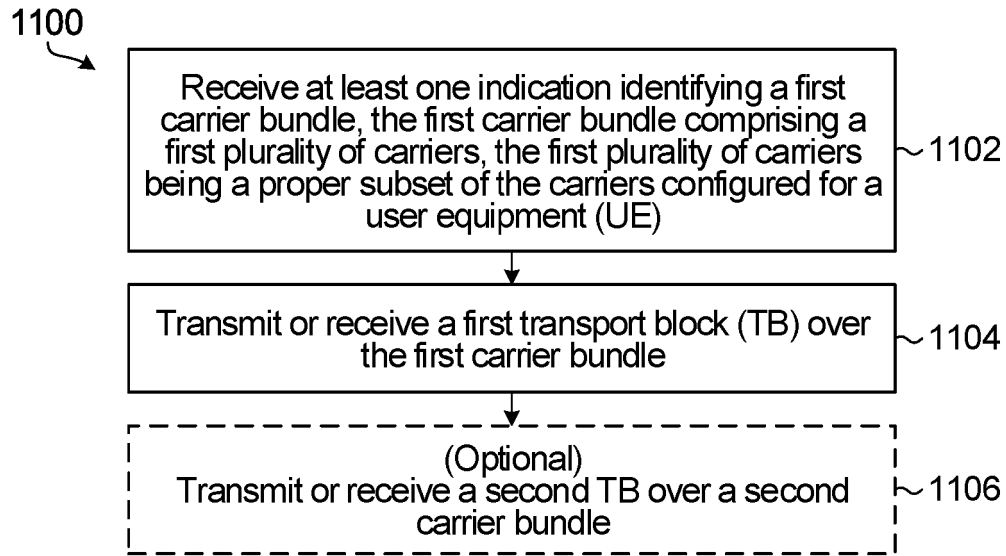 1100
Receive at least one indication identifying a first
carrier bundle, the first carrier bundle comprising a
first plurality of carriers, the first plurality of carriers
being a proper subset of the carriers configured for a
user equipment (UE)
1102
Transmit or receive a first transport block (TB) over
the first carrier bundle
1104
(Optional)
Transmit or receive a second TB over a second
carrier bundle
1106